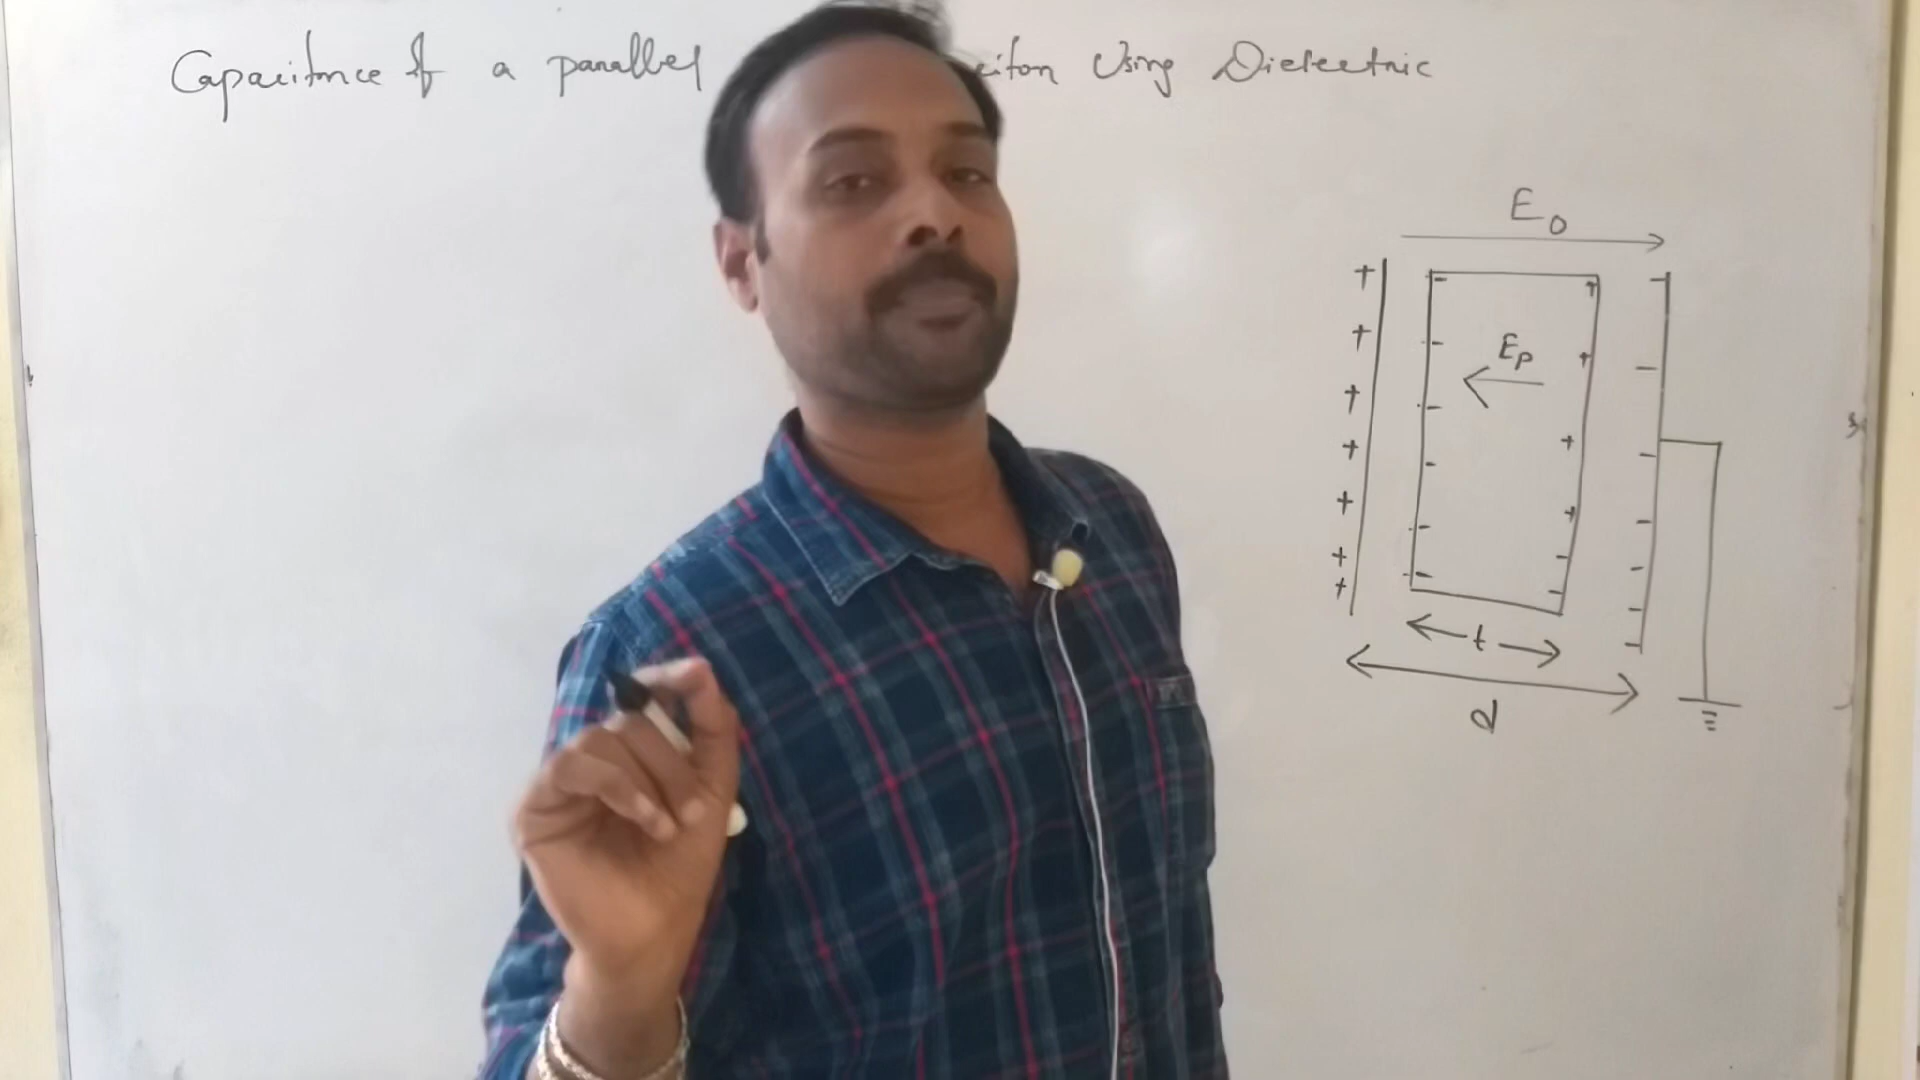 Capacitance of a parallel citor Using Dielectric
E₀
Ep
t
d